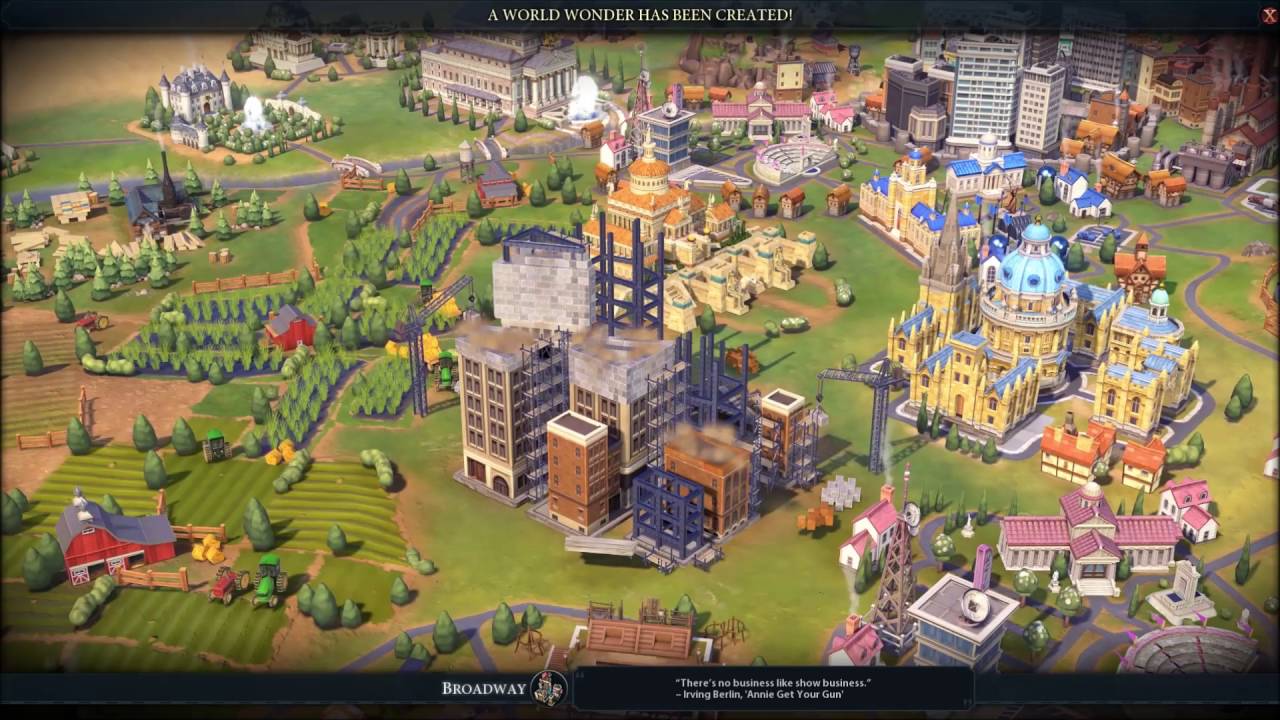 A WORLD WONDER HAS BEEN CREATED!
X
BROADWAY
“There's no business like show business.”
– Irving Berlin, 'Annie Get Your Gun'